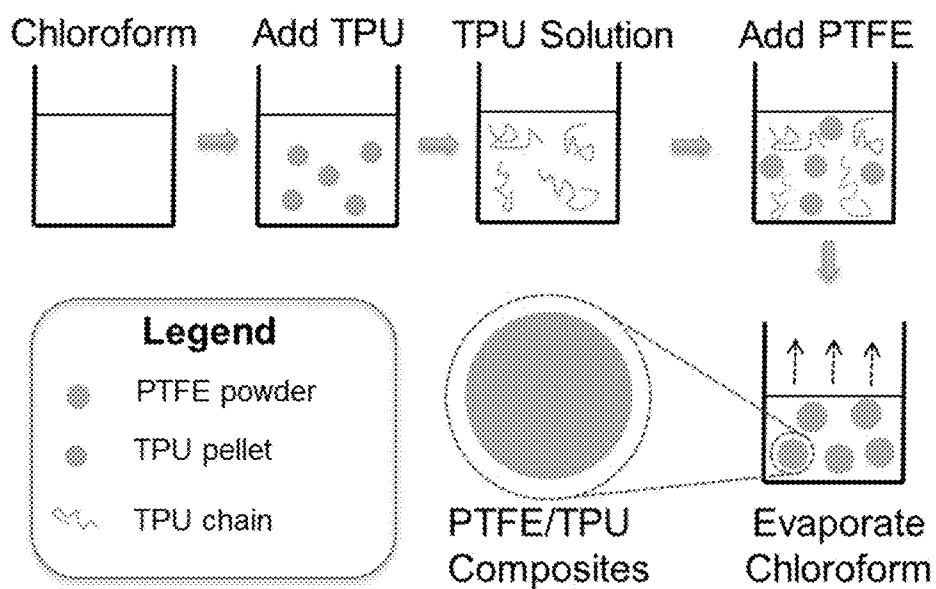 Chloroform
Add TPU
TPU Solution
Add PTFE
Legend
PTFE powder
TPU pellet
TPU chain
PTFE/TPU
Composites
Evaporate
Chloroform